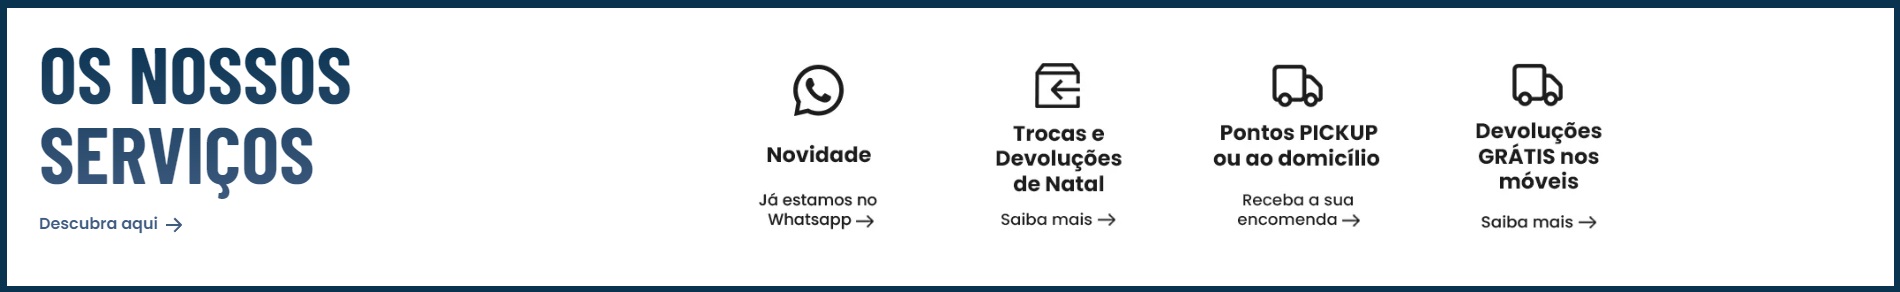 OS NOSSOS
SERVIÇOS
Descubra aqui →
Novidade
Já estamos no
Whatsapp →
Trocas e
Devoluções
de Natal
Saiba mais →
Pontos PICKUP
ou ao domicílio
Receba a sua
encomenda →
Devoluções
GRÁTIS nos
móveis
Saiba mais →